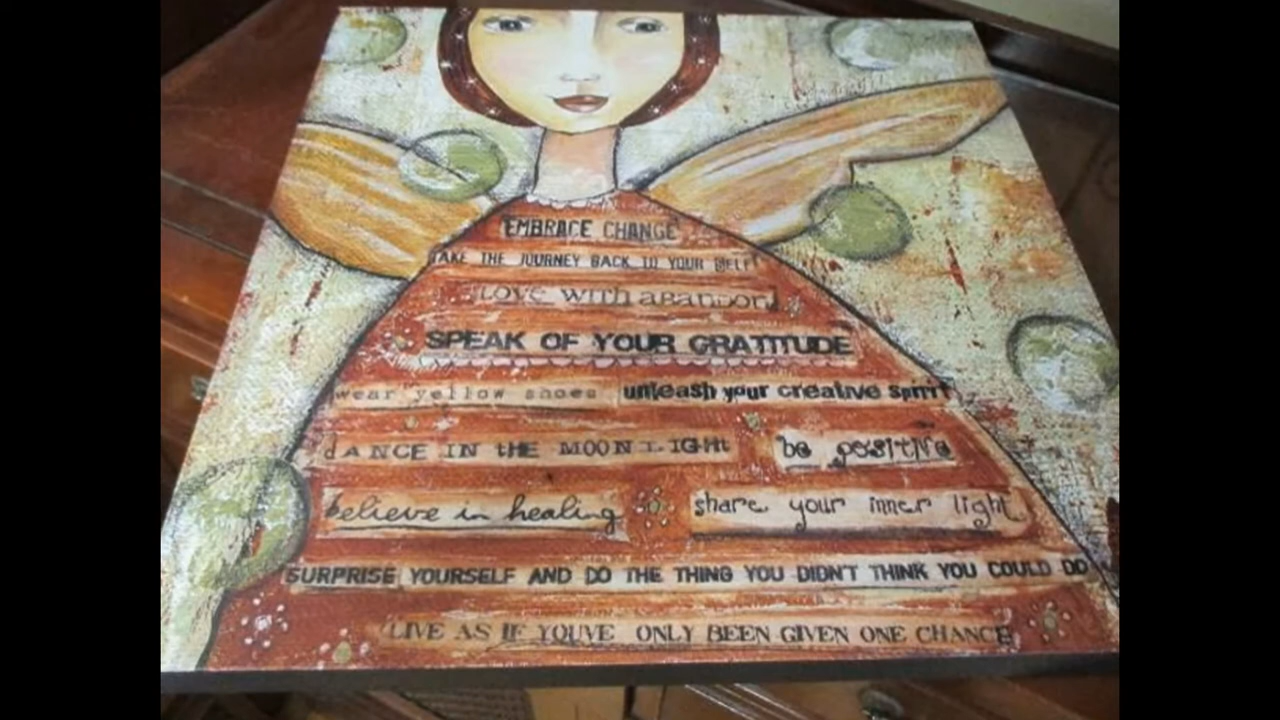 EMBRACE CHANGE
TAKE THE JOURNEY BACK TO YOUR SELF
LOVE WITH ABANDON
SPEAK OF YOUR GRATITUDE
wear yellow shoes unleash your creative spirit
dANCE IN tHE MOONLIGHt be POSITIVE
believe in healing share your inner light
SURPRISE YOURSELF AND DO THE THING YOU DIDN'T THINK YOU COULD DO
LIVE AS IF YOUVE ONLY BEEN GIVEN ONE CHANCE